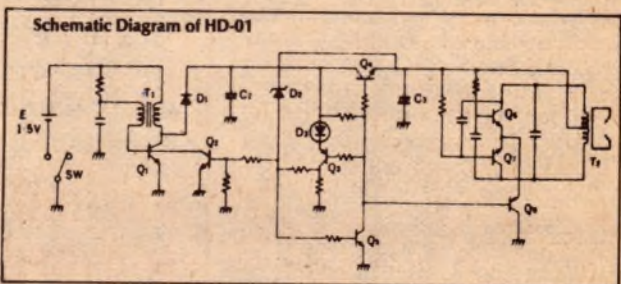 Schematic Diagram of HD-01
T1
D1
C2
D2
Q4
C3
E
1·5V
SW
Q1
Q2
D3
Q3
Q5
Q6
Q7
Q8
T2